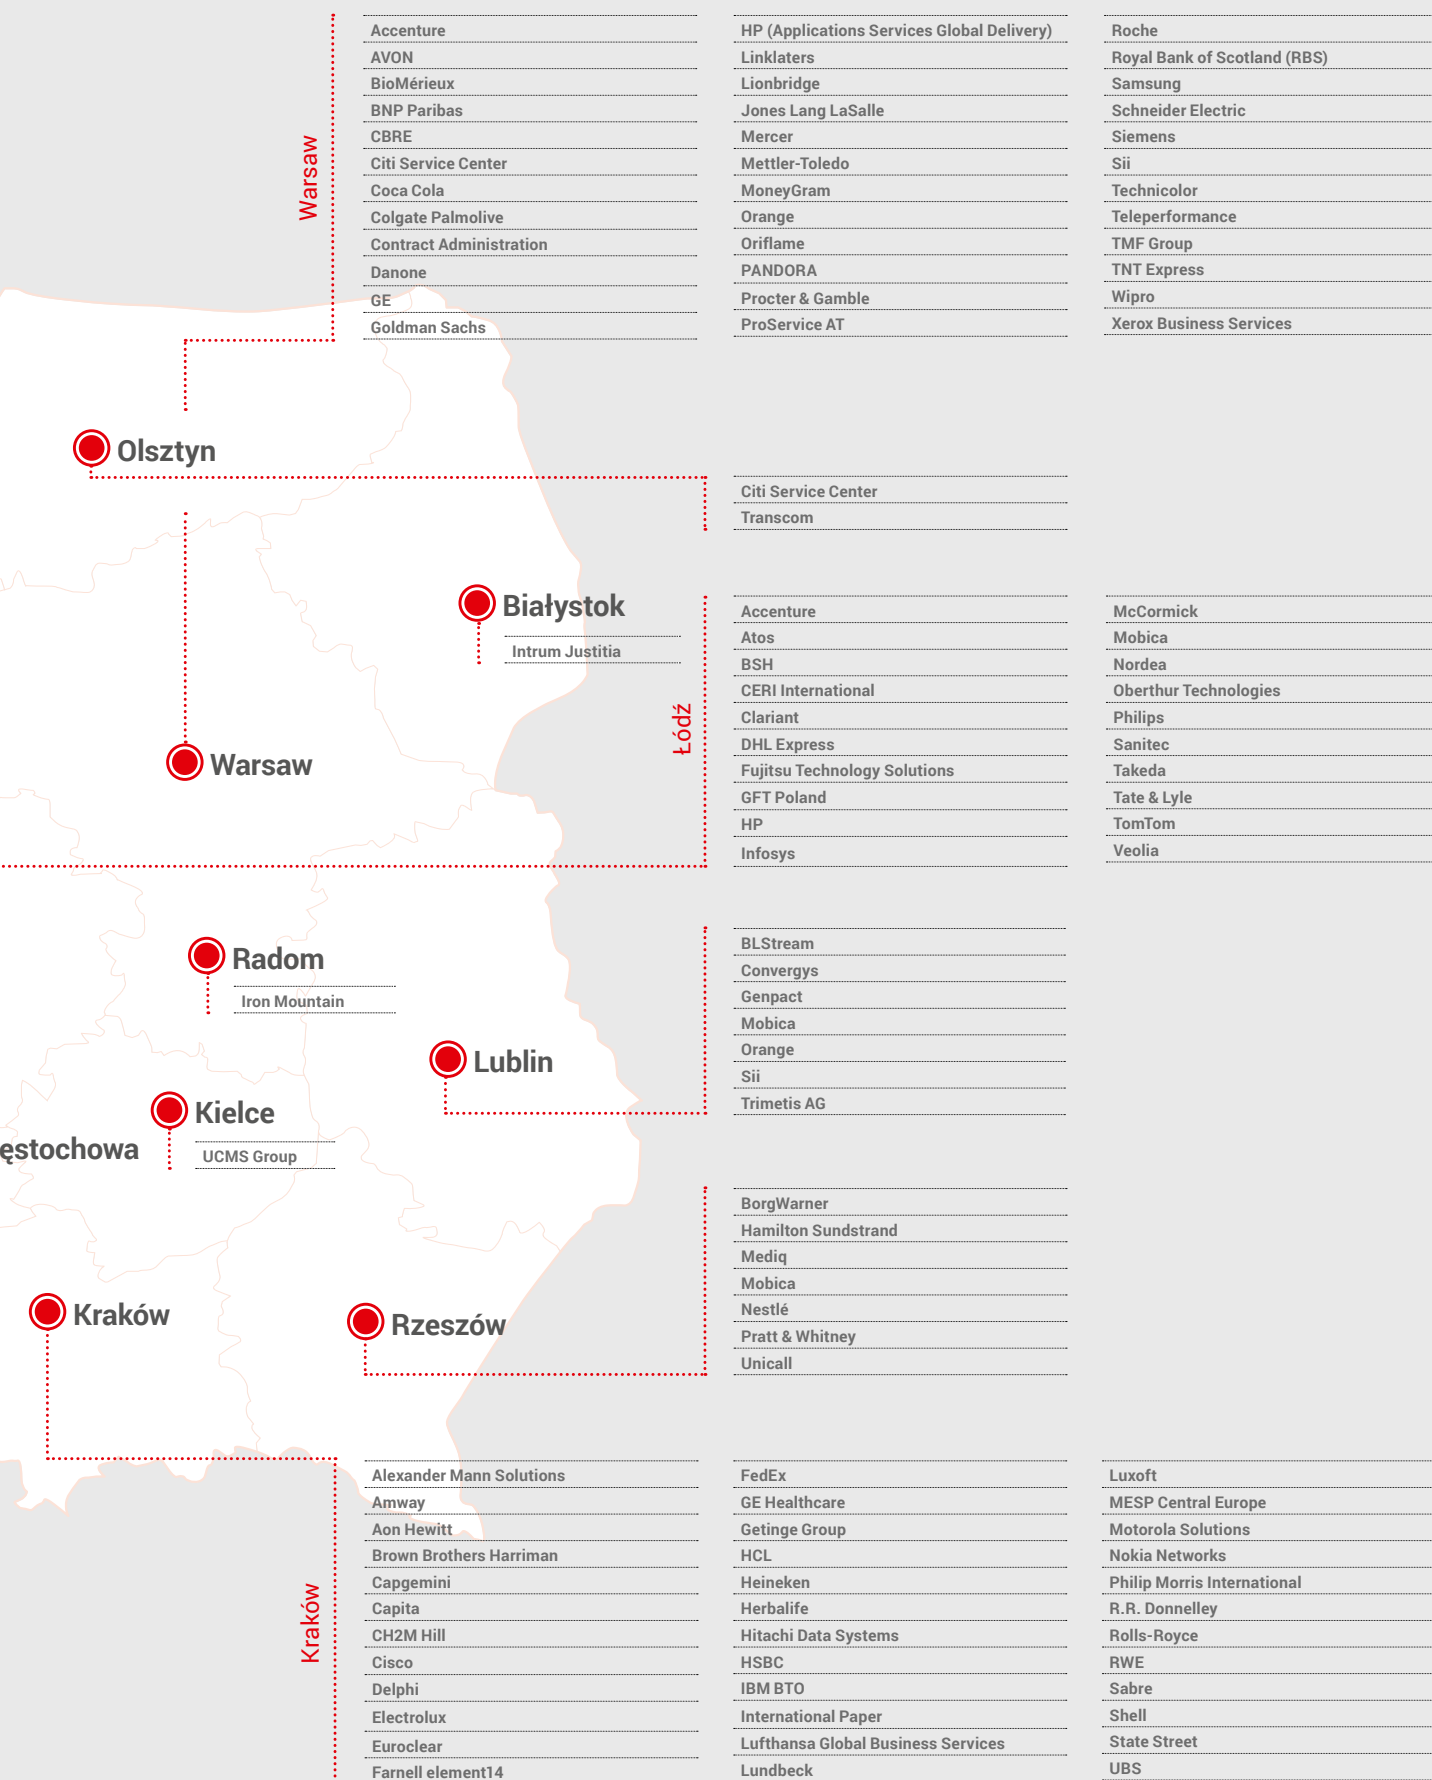 Warsaw
Accenture
AVON
BioMérieux
BNP Paribas
CBRE
Citi Service Center
Coca Cola
Colgate Palmolive
Contract Administration
Danone
GE
Goldman Sachs
HP (Applications Services Global Delivery)
Linklaters
Lionbridge
Jones Lang LaSalle
Mercer
Mettler-Toledo
MoneyGram
Orange
Oriflame
PANDORA
Procter & Gamble
ProService AT
Roche
Royal Bank of Scotland (RBS)
Samsung
Schneider Electric
Siemens
Sii
Technicolor
Teleperformance
TMF Group
TNT Express
Wipro
Xerox Business Services
Olsztyn
Citi Service Center
Transcom
Białystok
Intrum Justitia
Warsaw
Łódź
Accenture
Atos
BSH
CERI International
Clariant
DHL Express
Fujitsu Technology Solutions
GFT Poland
HP
Infosys
McCormick
Mobica
Nordea
Oberthur Technologies
Philips
Sanitec
Takeda
Tate & Lyle
TomTom
Veolia
Radom
Iron Mountain
Lublin
BLStream
Convergys
Genpact
Mobica
Orange
Sii
Trimetis AG
Kielce
UCMS Group
ęstochowa
Kraków
Rzeszów
BorgWarner
Hamilton Sundstrand
Mediq
Mobica
Nestlé
Pratt & Whitney
Unicall
Kraków
Alexander Mann Solutions
Amway
Aon Hewitt
Brown Brothers Harriman
Capgemini
Capita
CH2M Hill
Cisco
Delphi
Electrolux
Euroclear
Farnell element14
FedEx
GE Healthcare
Getinge Group
HCL
Heineken
Herbalife
Hitachi Data Systems
HSBC
IBM BTO
International Paper
Lufthansa Global Business Services
Lundbeck
Luxoft
MESP Central Europe
Motorola Solutions
Nokia Networks
Philip Morris International
R.R. Donnelley
Rolls-Royce
RWE
Sabre
Shell
State Street
UBS